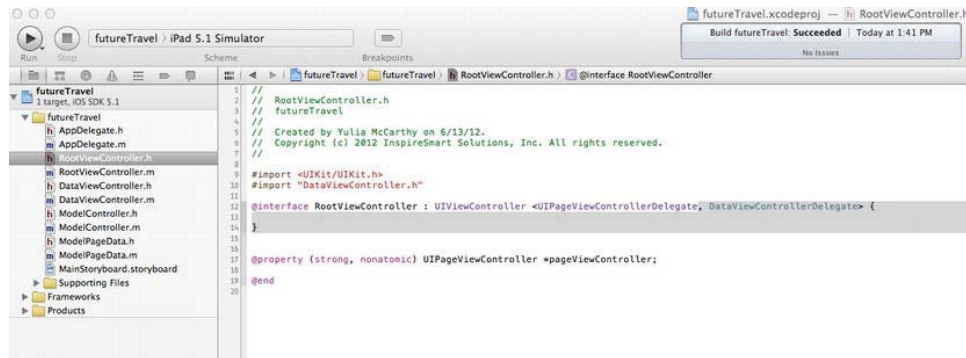 futureTravel.xcodeproj — h RootViewController.h
futureTravel › iPad 5.1 Simulator
Build futureTravel: Succeeded | Today at 1:41 PM
No Issues
Run Stop Scheme Breakpoints
futureTravel › futureTravel › h RootViewController.h › C @interface RootViewController
futureTravel
1 target, iOS SDK 5.1
futureTravel
h AppDelegate.h
m AppDelegate.m
h RootViewController.h
m RootViewController.m
h DataViewController.h
m DataViewController.m
h ModelController.h
m ModelController.m
h ModelPageData.h
m ModelPageData.m
MainStoryboard.storyboard
Supporting Files
Frameworks
Products
1 //
2 // RootViewController.h
3 // futureTravel
4 //
5 // Created by Yulia McCarthy on 6/13/12.
6 // Copyright (c) 2012 InspireSmart Solutions, Inc. All rights reserved.
7 //
8
9 #import <UIKit/UIKit.h>
10 #import "DataViewController.h"
11
12 @interface RootViewController : UIViewController <UIPageViewControllerDelegate, DataViewControllerDelegate> {
13
14 }
15
16
17 @property (strong, nonatomic) UIPageViewController *pageViewController;
18
19 @end
20